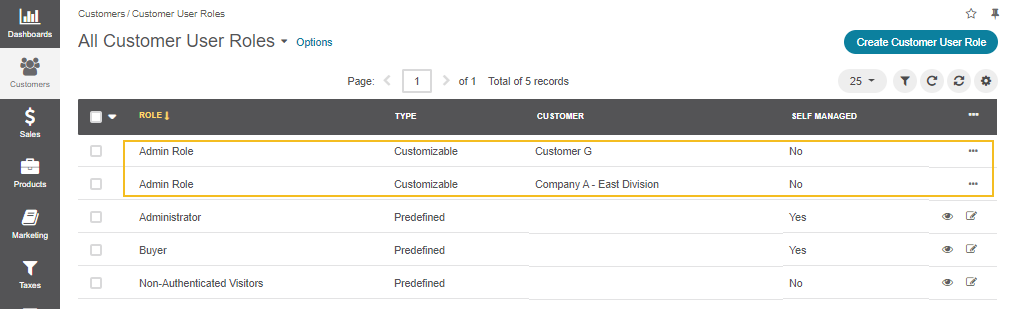 Dashboards
Customers
Sales
Products
Marketing
Taxes
Customers / Customer User Roles
All Customer User Roles Options
Create Customer User Role
Page: 1 of 1 Total of 5 records
25
ROLE TYPE CUSTOMER SELF MANAGED
Admin Role Customizable Customer G No
Admin Role Customizable Company A - East Division No
Administrator Predefined Yes
Buyer Predefined Yes
Non-Authenticated Visitors Predefined No